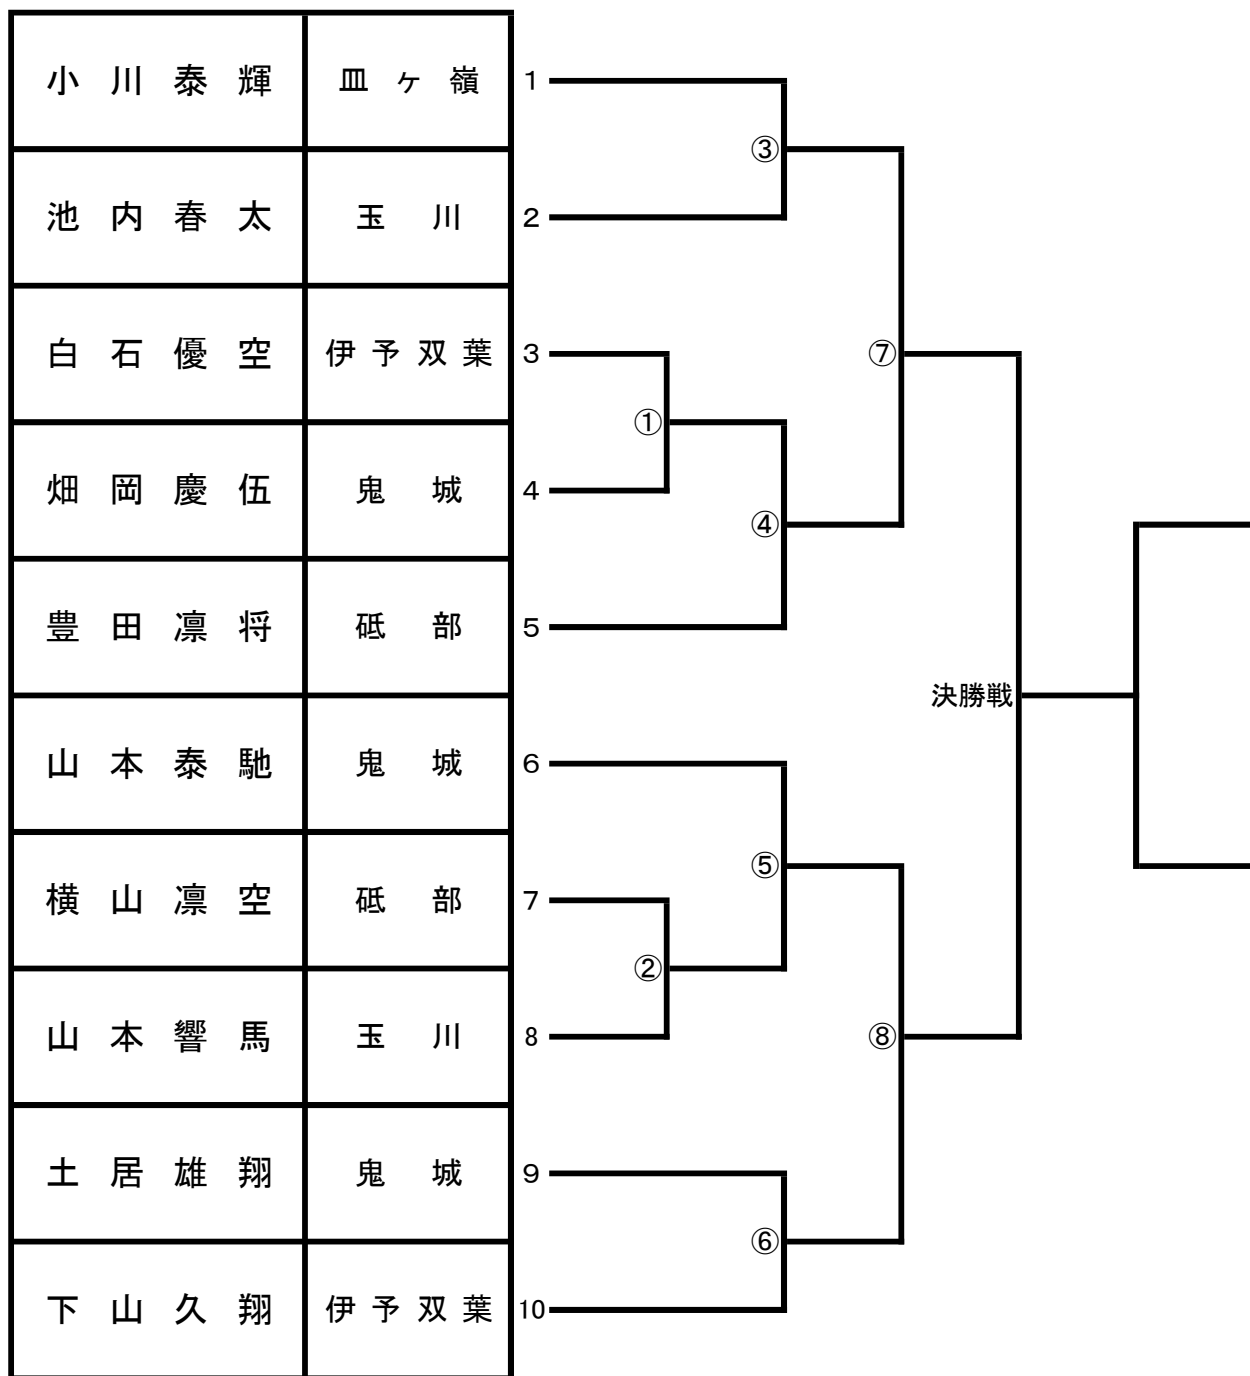 小川泰輝 皿ヶ嶺 1
③
池内春太 玉川 2
白石優空 伊予双葉 3
⑦
①
畑岡慶伍 鬼城 4
④
豊田凛将 砥部 5
決勝戦
山本泰馳 鬼城 6
⑤
横山凛空 砥部 7
②
山本響馬 玉川 8
⑧
土居雄翔 鬼城 9
⑥
下山久翔 伊予双葉 10